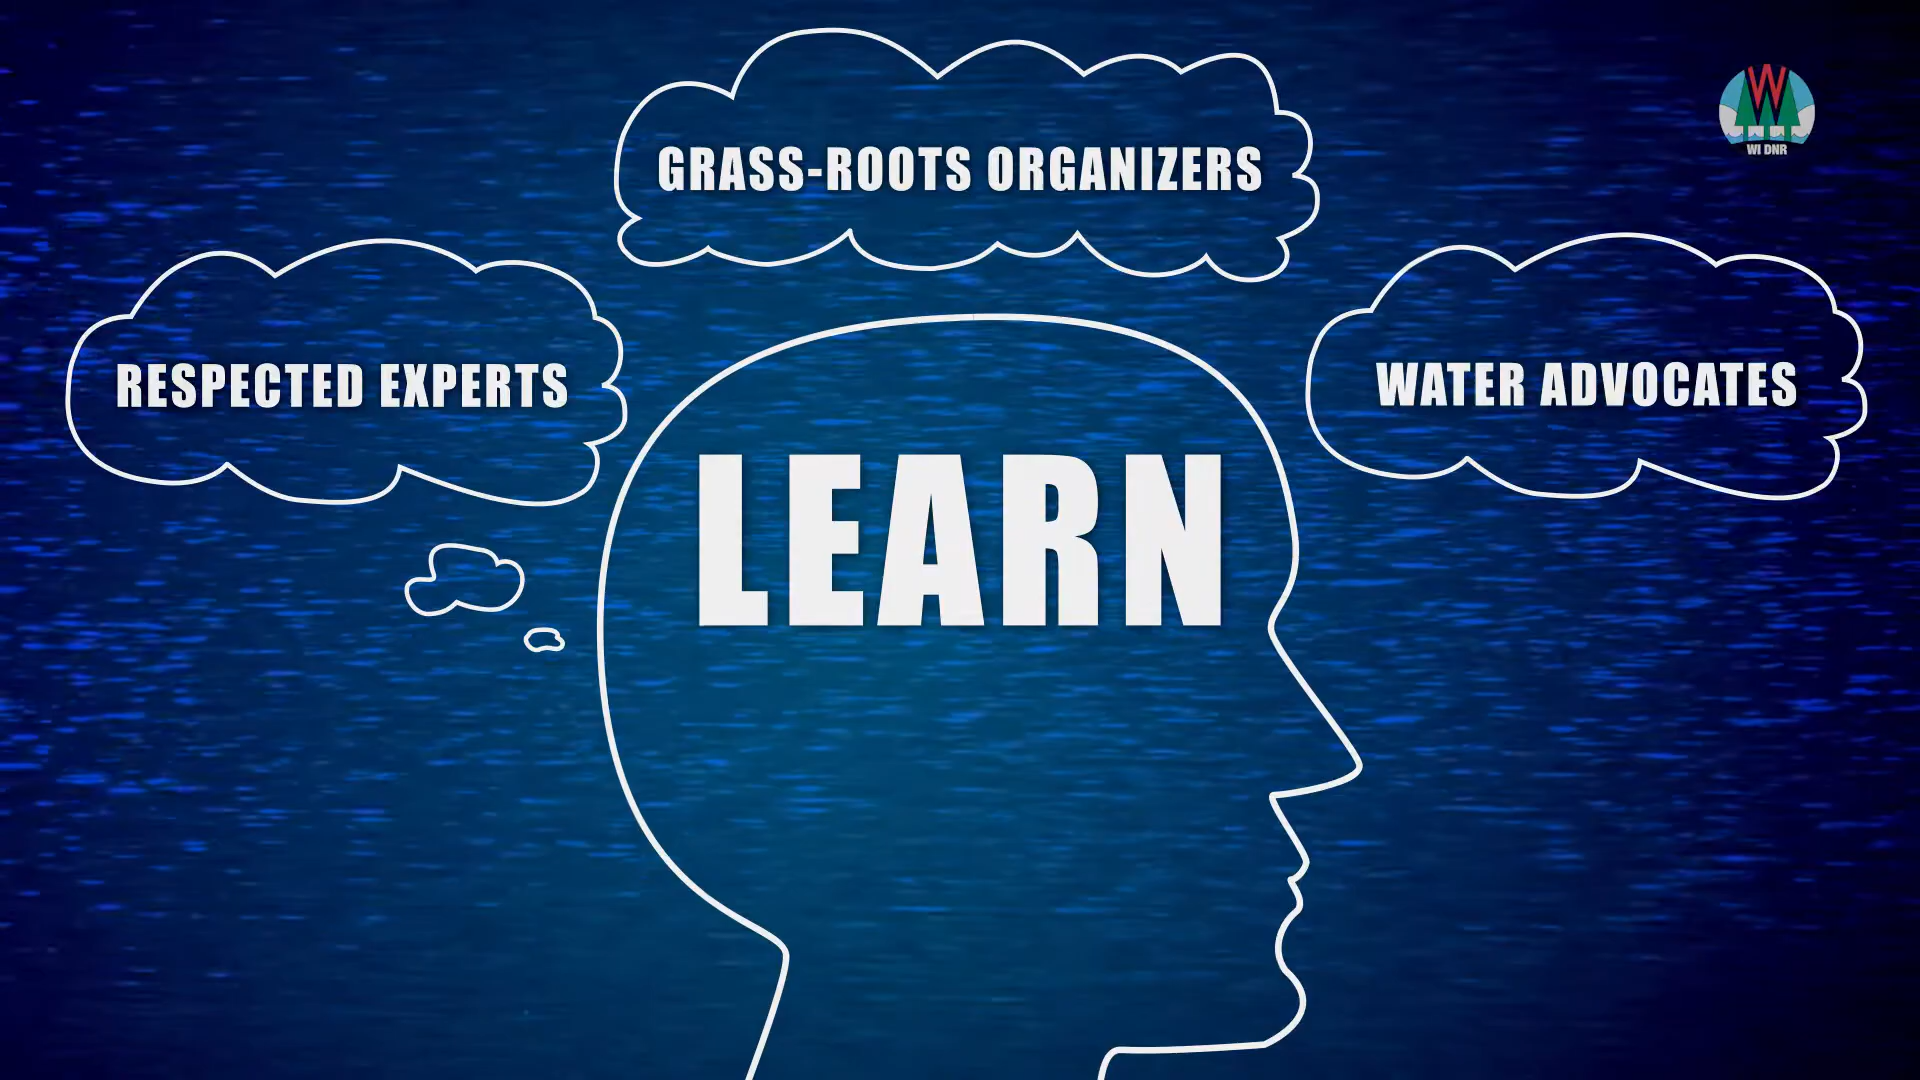 GRASS-ROOTS ORGANIZERS
WI DNR
RESPECTED EXPERTS
WATER ADVOCATES
LEARN